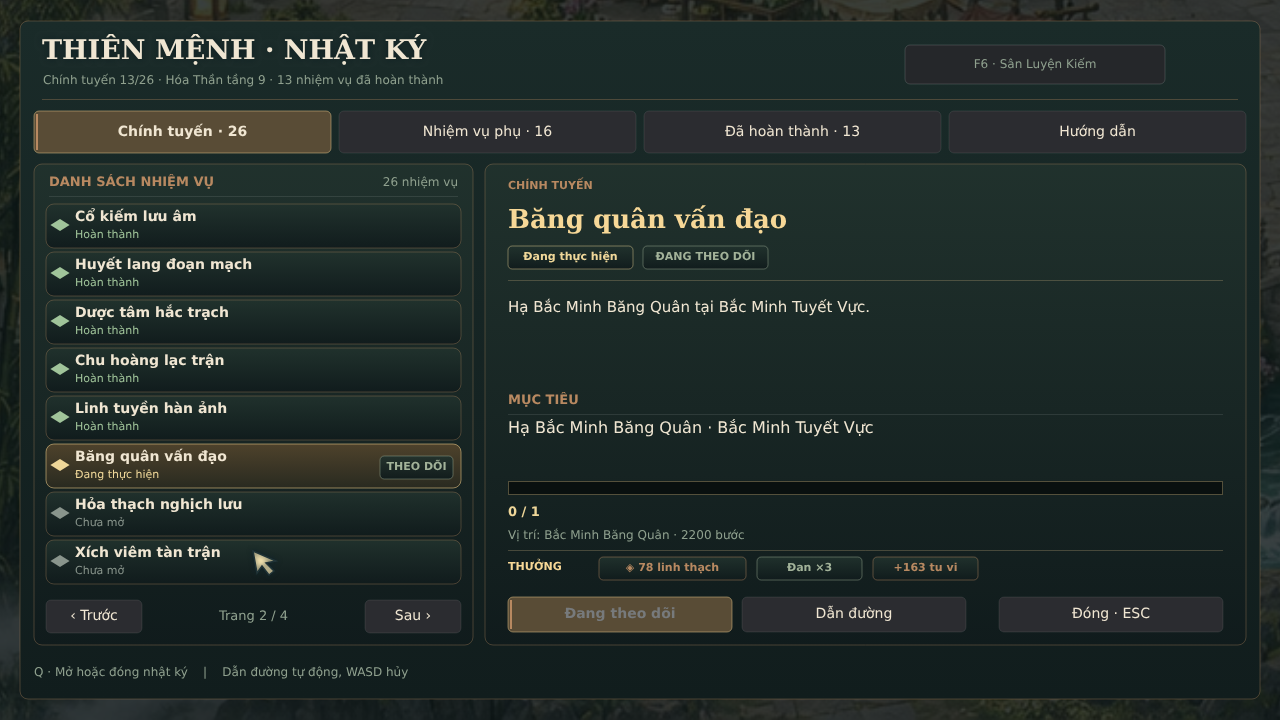 THIÊN MỆNH · NHẬT KÝ
Chính tuyến 13/26 · Hóa Thần tầng 9 · 13 nhiệm vụ đã hoàn thành
F6 · Sân Luyện Kiếm
Chính tuyến · 26
Nhiệm vụ phụ · 16
Đã hoàn thành · 13
Hướng dẫn
DANH SÁCH NHIỆM VỤ
26 nhiệm vụ
Cổ kiếm lưu âm
Hoàn thành
Huyết lang đoạn mạch
Hoàn thành
Dược tâm hắc trạch
Hoàn thành
Chu hoàng lạc trận
Hoàn thành
Linh tuyền hàn ảnh
Hoàn thành
Băng quân vấn đạo
Đang thực hiện
THEO DÕI
Hỏa thạch nghịch lưu
Chưa mở
Xích viêm tàn trận
Chưa mở
‹ Trước
Trang 2 / 4
Sau ›
CHÍNH TUYẾN
Băng quân vấn đạo
Đang thực hiện
ĐANG THEO DÕI
Hạ Bắc Minh Băng Quân tại Bắc Minh Tuyết Vực.
MỤC TIÊU
Hạ Bắc Minh Băng Quân · Bắc Minh Tuyết Vực
0 / 1
Vị trí: Bắc Minh Băng Quân · 2200 bước
THƯỞNG
◈ 78 linh thạch
Đan ×3
+163 tu vi
Đang theo dõi
Dẫn đường
Đóng · ESC
Q · Mở hoặc đóng nhật ký | Dẫn đường tự động, WASD hủy